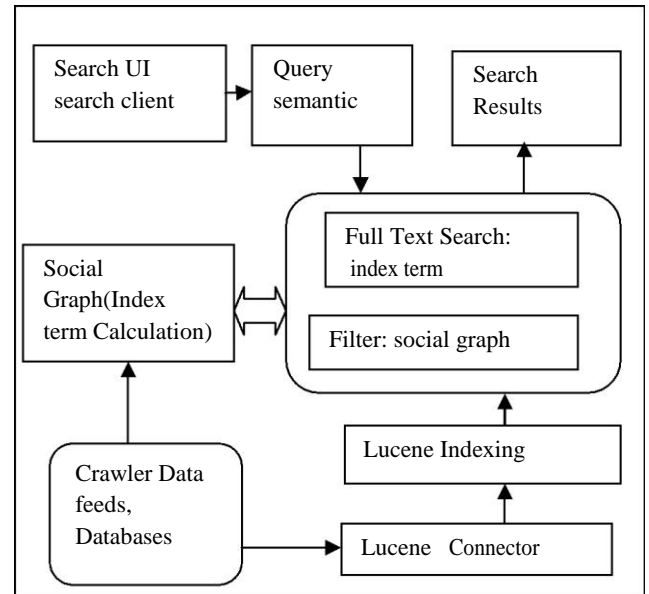 Search UI
search client
Query
semantic
Search
Results
Full Text Search:
index term
Social
Graph(Index
term Calculation)
Filter: social graph
Lucene Indexing
Crawler Data
feeds,
Databases
Lucene Connector